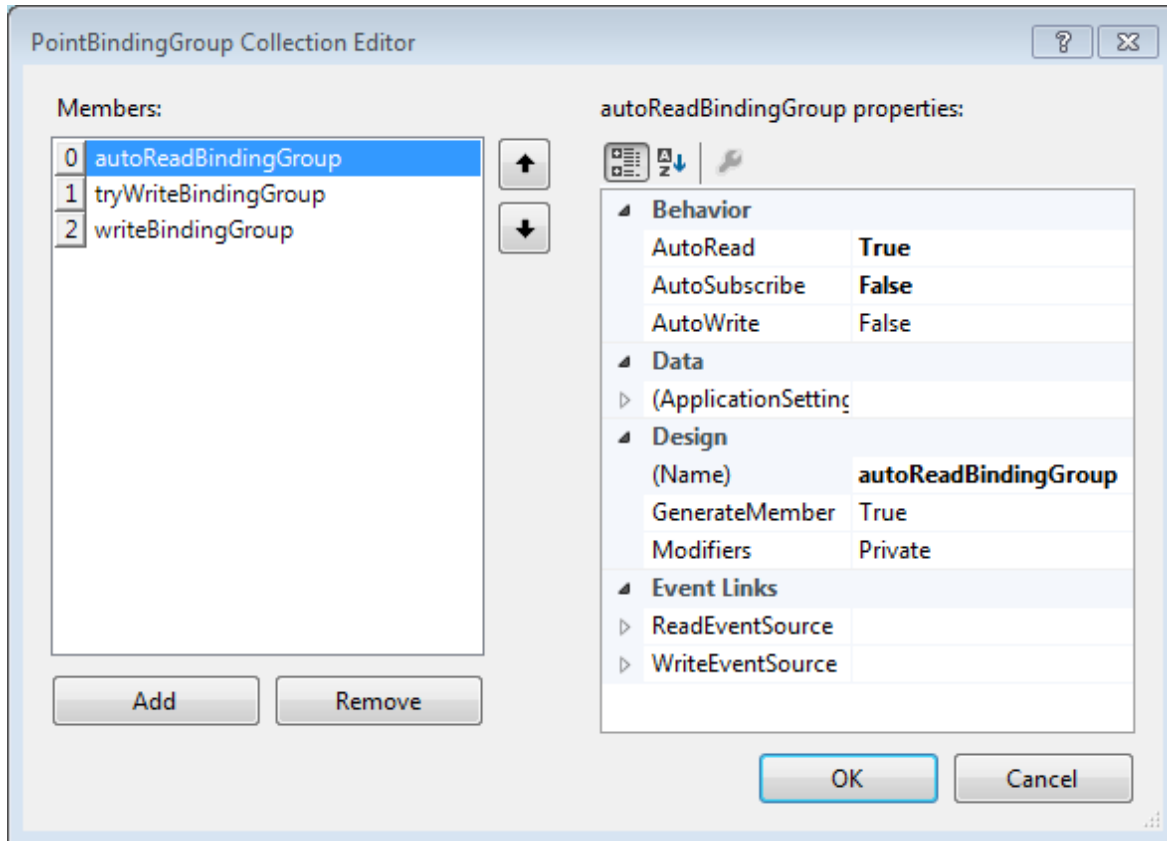 PointBindingGroup Collection Editor
Members:
0 autoReadBindingGroup
1 tryWriteBindingGroup
2 writeBindingGroup
Add Remove
autoReadBindingGroup properties:
Behavior
AutoRead True
AutoSubscribe False
AutoWrite False
Data
(ApplicationSetting
Design
(Name) autoReadBindingGroup
GenerateMember True
Modifiers Private
Event Links
ReadEventSource
WriteEventSource
OK Cancel